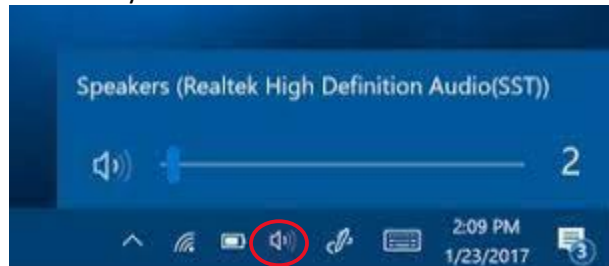 Speakers (Realtek High Definition Audio(SST))
2
2:09 PM
1/23/2017
3